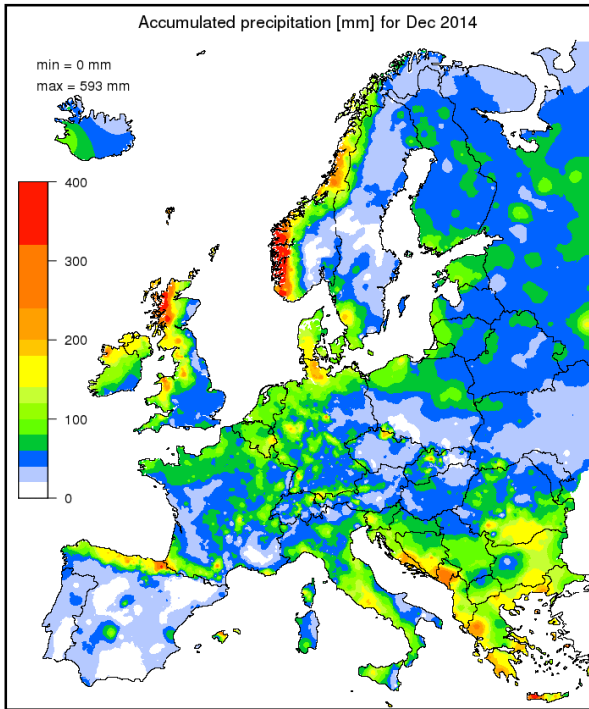 Accumulated precipitation [mm] for Dec 2014
min = 0 mm
max = 593 mm
400
300
200
100
0